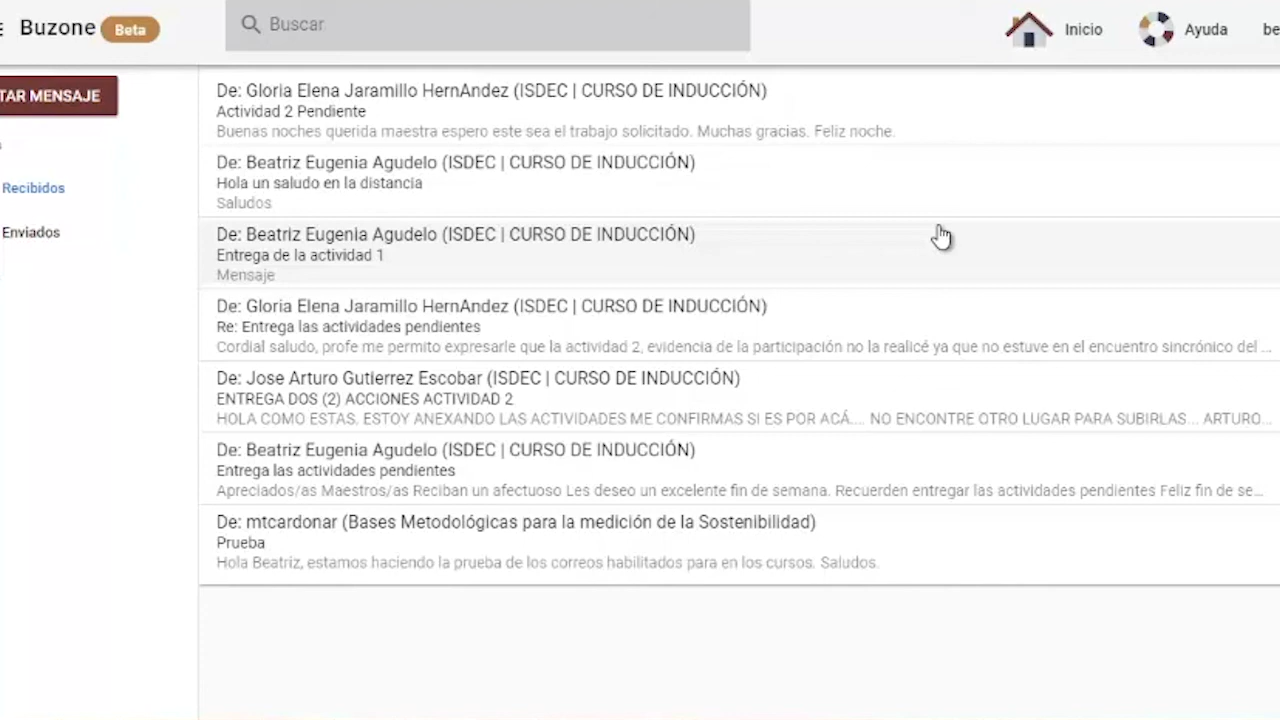 Buzone Beta
Buscar
Inicio
Ayuda
be
TAR MENSAJE
Recibidos
Enviados
De: Gloria Elena Jaramillo HernAndez (ISDEC | CURSO DE INDUCCIÓN)
Actividad 2 Pendiente
Buenas noches querida maestra espero este sea el trabajo solicitado. Muchas gracias. Feliz noche.
De: Beatriz Eugenia Agudelo (ISDEC | CURSO DE INDUCCIÓN)
Hola un saludo en la distancia
Saludos
De: Beatriz Eugenia Agudelo (ISDEC | CURSO DE INDUCCIÓN)
Entrega de la actividad 1
Mensaje
De: Gloria Elena Jaramillo HernAndez (ISDEC | CURSO DE INDUCCIÓN)
Re: Entrega las actividades pendientes
Cordial saludo, profe me permito expresarle que la actividad 2, evidencia de la participación no la realicé ya que no estuve en el encuentro sincrónico del ...
De: Jose Arturo Gutierrez Escobar (ISDEC | CURSO DE INDUCCIÓN)
ENTREGA DOS (2) ACCIONES ACTIVIDAD 2
HOLA COMO ESTAS. ESTOY ANEXANDO LAS ACTIVIDADES ME CONFIRMAS SI ES POR ACÁ.... NO ENCONTRE OTRO LUGAR PARA SUBIRLAS... ARTURO...
De: Beatriz Eugenia Agudelo (ISDEC | CURSO DE INDUCCIÓN)
Entrega las actividades pendientes
Apreciados/as Maestros/as Reciban un afectuoso Les deseo un excelente fin de semana. Recuerden entregar las actividades pendientes Feliz fin de se...
De: mtcardonar (Bases Metodológicas para la medición de la Sostenibilidad)
Prueba
Hola Beatriz, estamos haciendo la prueba de los correos habilitados para en los cursos. Saludos.